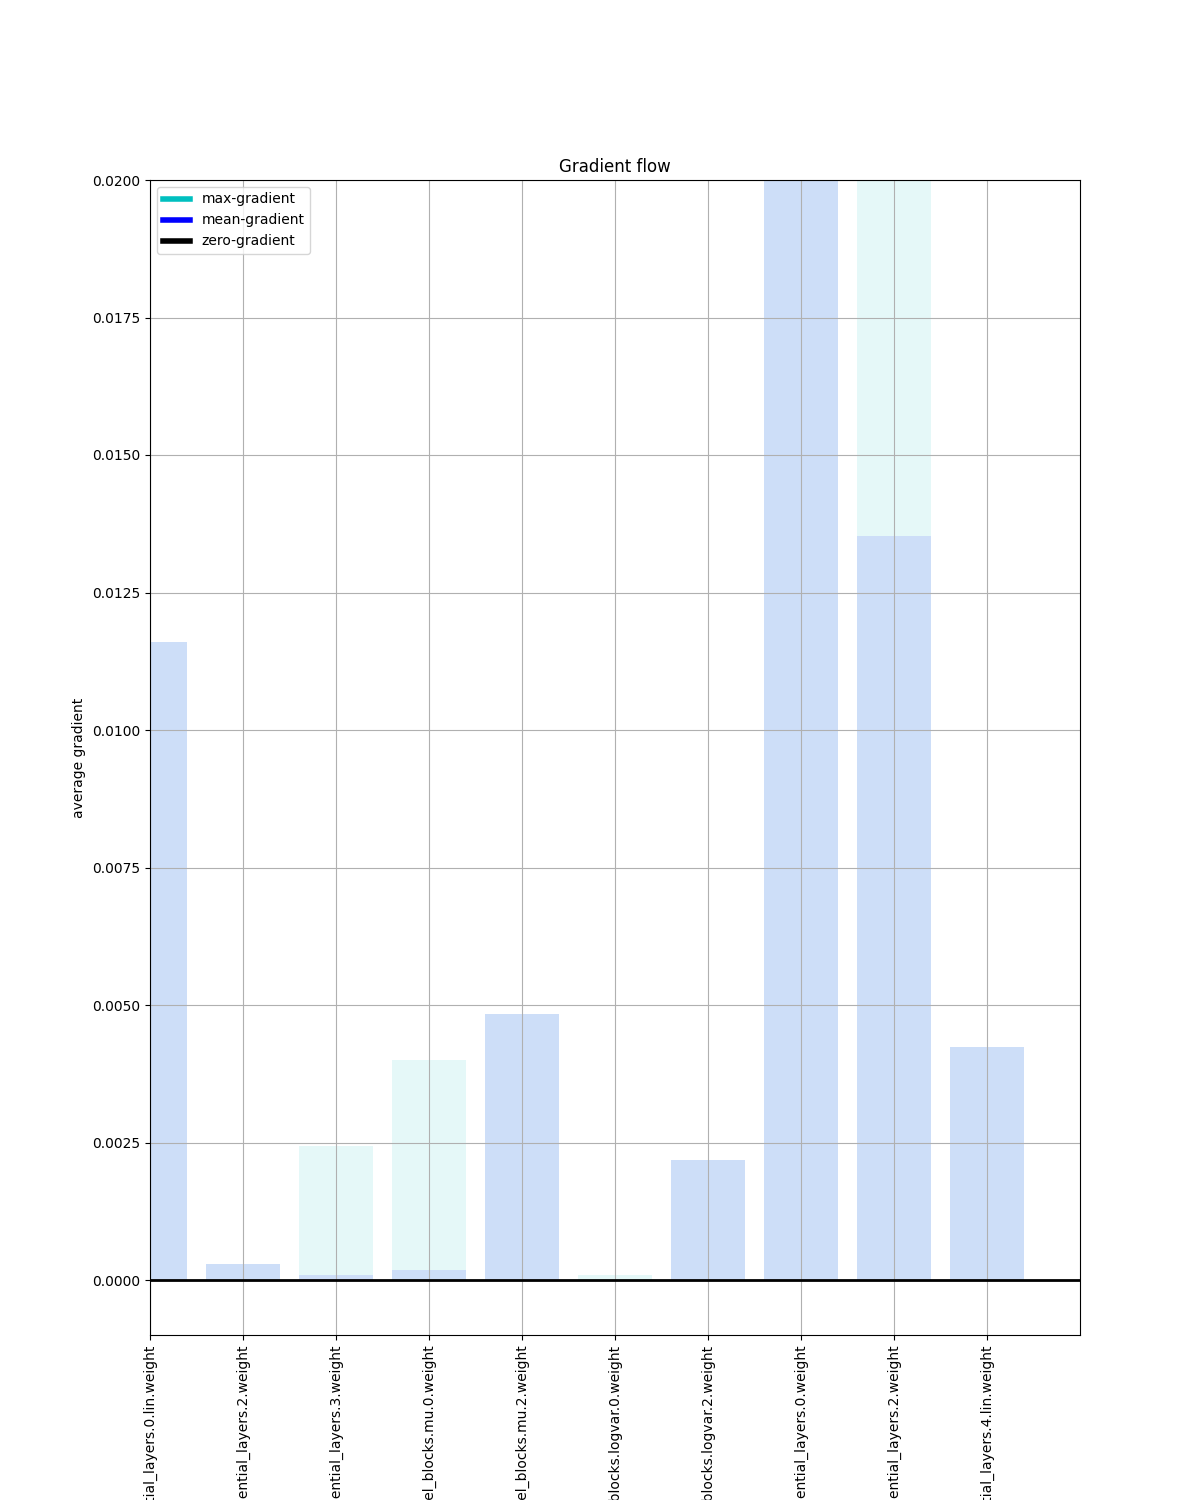 Gradient flow
max-gradient
mean-gradient
zero-gradient
0.0200
0.0175
0.0150
0.0125
0.0100
0.0075
0.0050
0.0025
0.0000
average gradient
tial_layers.0.lin.weight
ential_layers.2.weight
ential_layers.3.weight
el_blocks.mu.0.weight
el_blocks.mu.2.weight
blocks.logvar.0.weight
blocks.logvar.2.weight
ential_layers.0.weight
ential_layers.2.weight
tial_layers.4.lin.weight